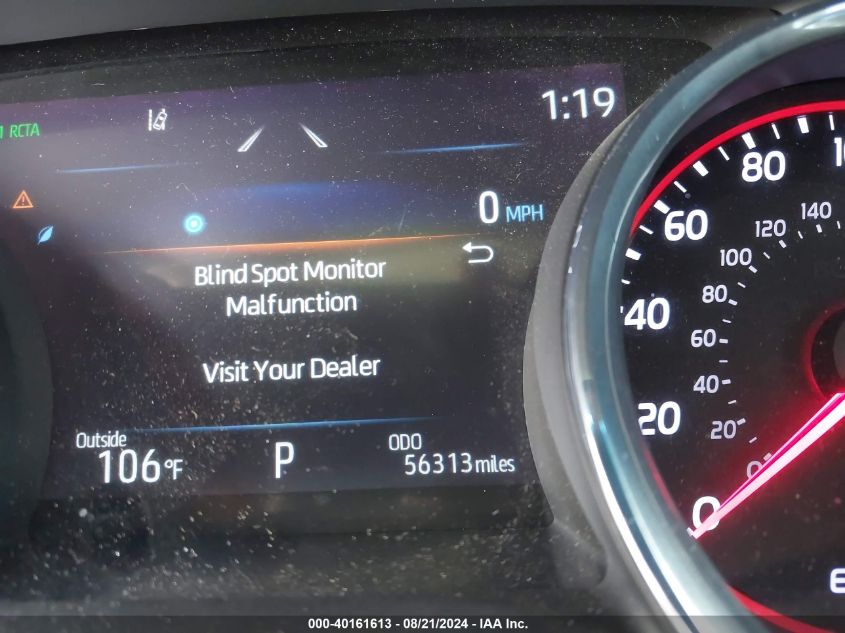 RCTA
1:19
0 MPH
Blind Spot Monitor
Malfunction
Visit Your Dealer
Outside
106°F
P
ODO
56313 miles
80
60
40
20
0
140
120
100
80
60
40
20
0
E
000-40161613 - 08/21/2024 - IAA Inc.